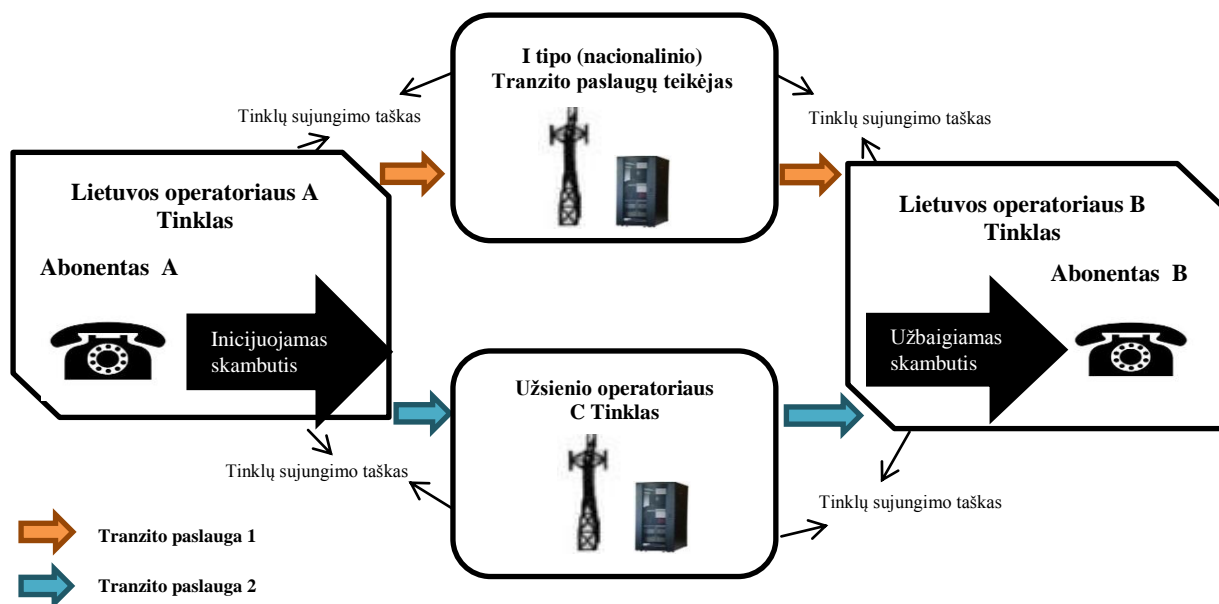 I tipo (nacionalinio)
Tranzito paslaugų teikėjas
Tinklų sujungimo taškas
Tinklų sujungimo taškas
Lietuvos operatoriaus A
Tinklas
Abonentas A
Inicijuojamas
skambutis
Lietuvos operatoriaus B
Tinklas
Abonentas B
Užbaigiamas
skambutis
Užsienio operatoriaus
C Tinklas
Tinklų sujungimo taškas
Tinklų sujungimo taškas
Tranzito paslauga 1
Tranzito paslauga 2